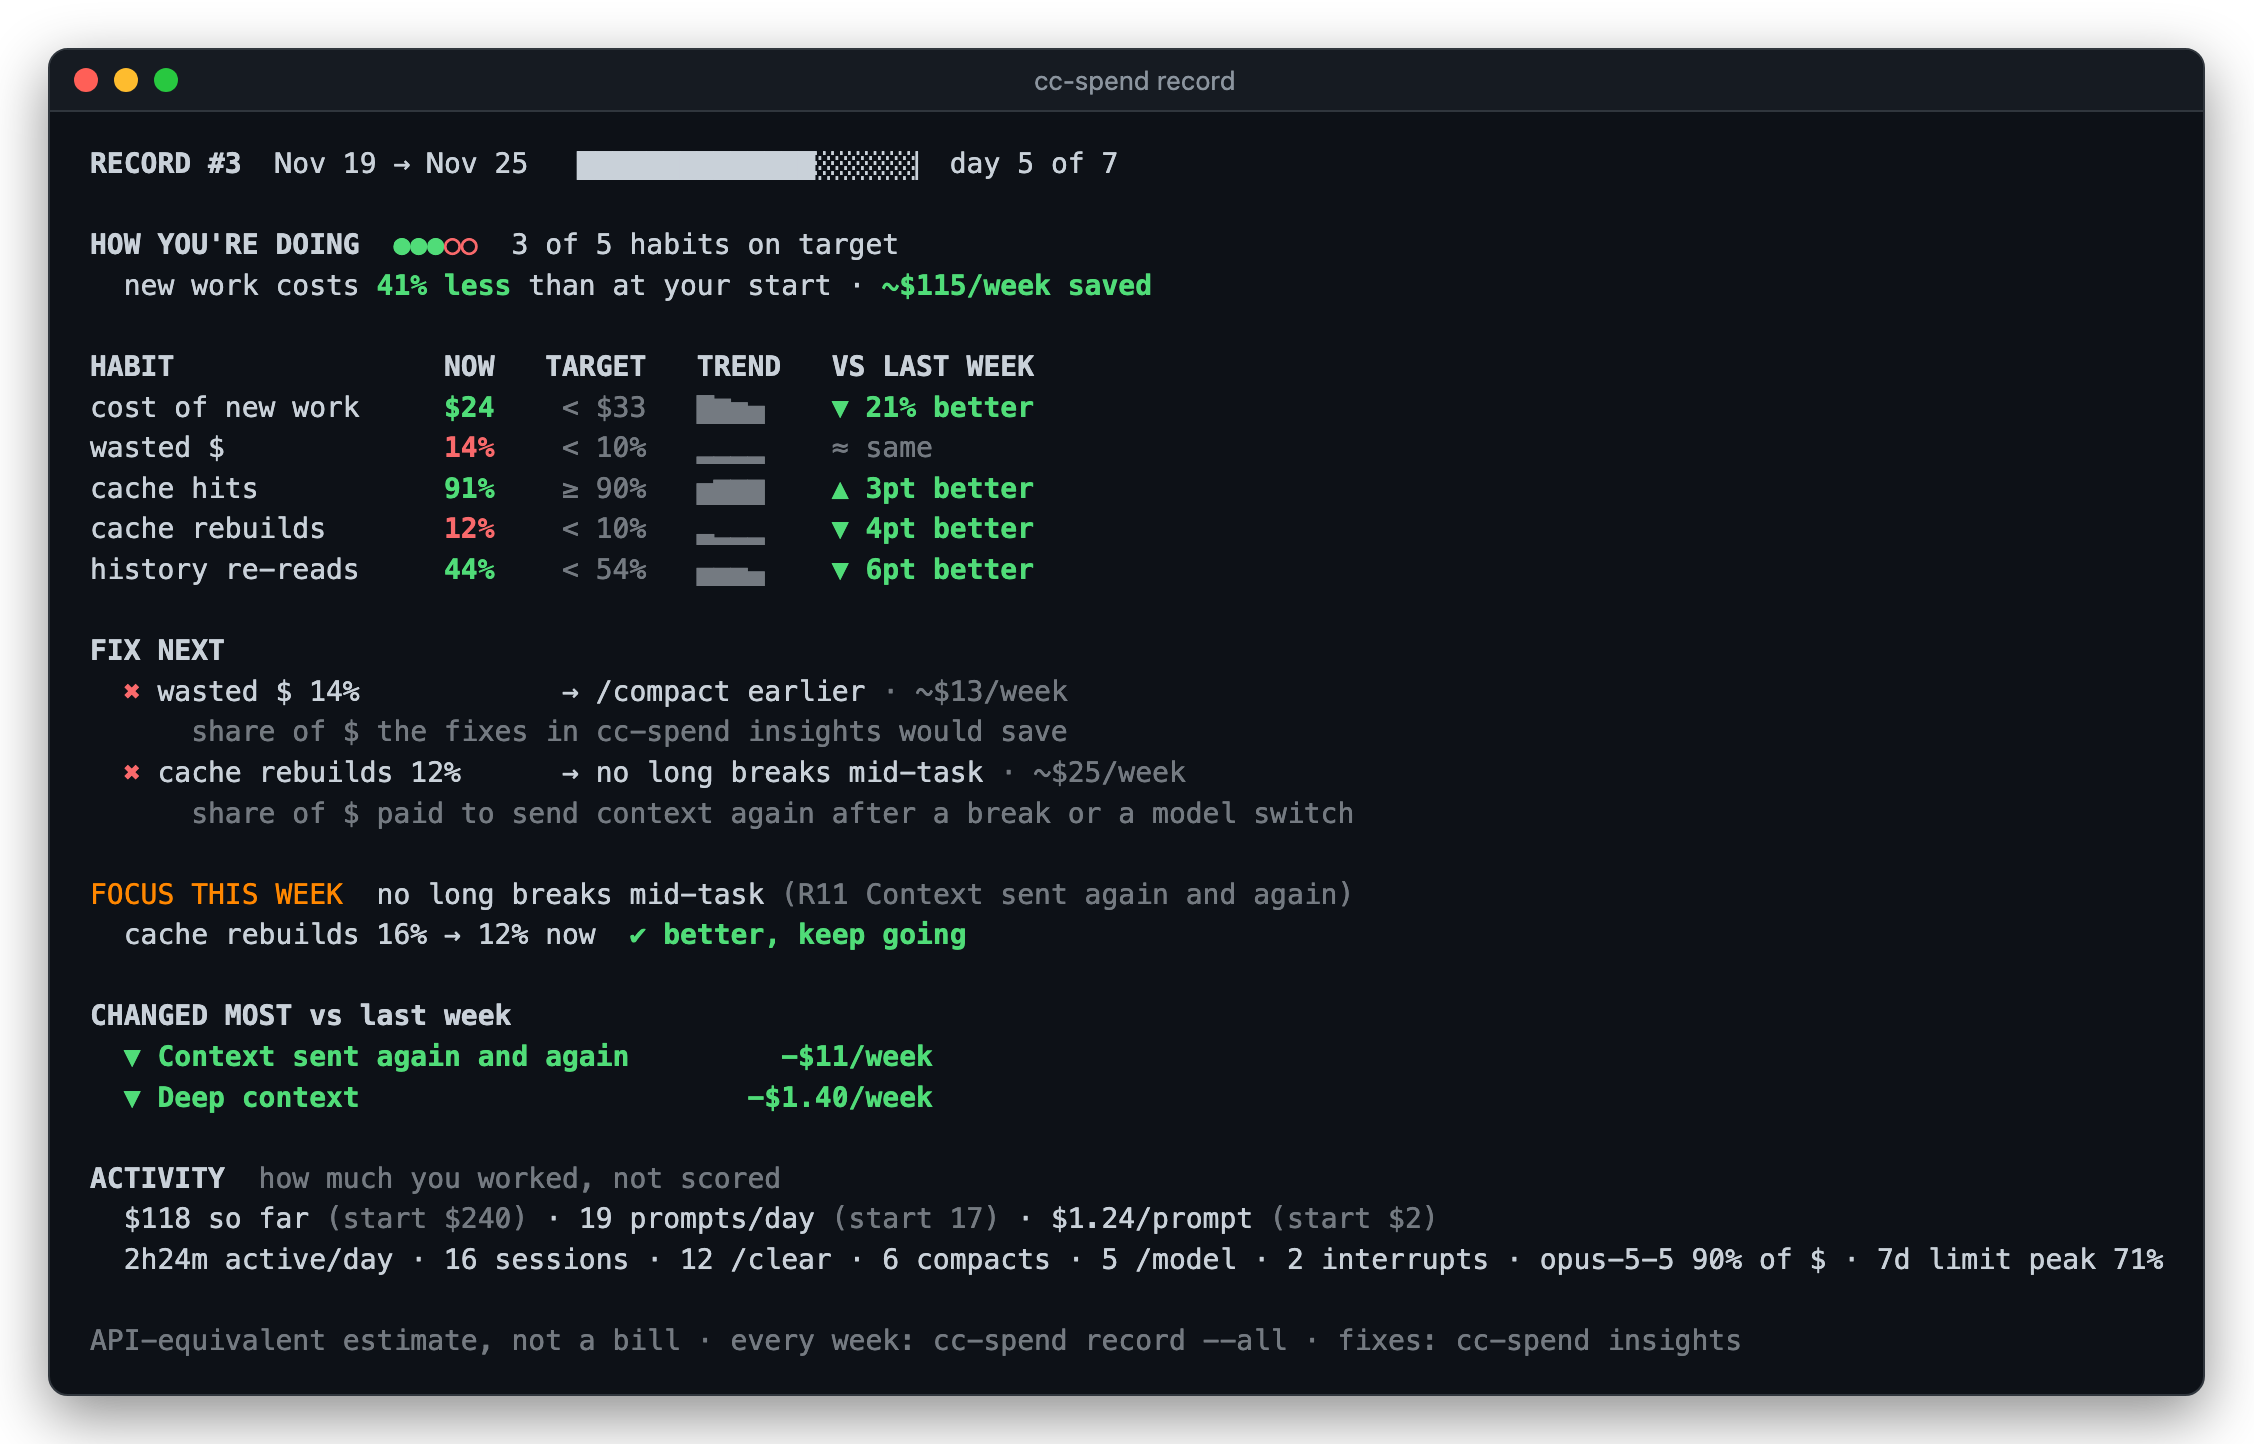 cc-spend record
RECORD #3  Nov 19 → Nov 25  day 5 of 7
HOW YOU'RE DOING  ●●●○○  3 of 5 habits on target
new work costs 41% less than at your start · ~$115/week saved
HABIT  NOW  TARGET  TREND  VS LAST WEEK
cost of new work  $24  < $33  ▼ 21% better
wasted $  14%  < 10%  ≈ same
cache hits  91%  ≥ 90%  ▲ 3pt better
cache rebuilds  12%  < 10%  ▼ 4pt better
history re-reads  44%  < 54%  ▼ 6pt better
FIX NEXT
✖ wasted $ 14%  → /compact earlier · ~$13/week
share of $ the fixes in cc-spend insights would save
✖ cache rebuilds 12%  → no long breaks mid-task · ~$25/week
share of $ paid to send context again after a break or a model switch
FOCUS THIS WEEK  no long breaks mid-task (R11 Context sent again and again)
cache rebuilds 16% → 12% now  ✔ better, keep going
CHANGED MOST vs last week
▼ Context sent again and again  -$11/week
▼ Deep context  -$1.40/week
ACTIVITY  how much you worked, not scored
$118 so far (start $240) · 19 prompts/day (start 17) · $1.24/prompt (start $2)
2h24m active/day · 16 sessions · 12 /clear · 6 compacts · 5 /model · 2 interrupts · opus-5-5 90% of $ · 7d limit peak 71%
API-equivalent estimate, not a bill · every week: cc-spend record --all · fixes: cc-spend insights